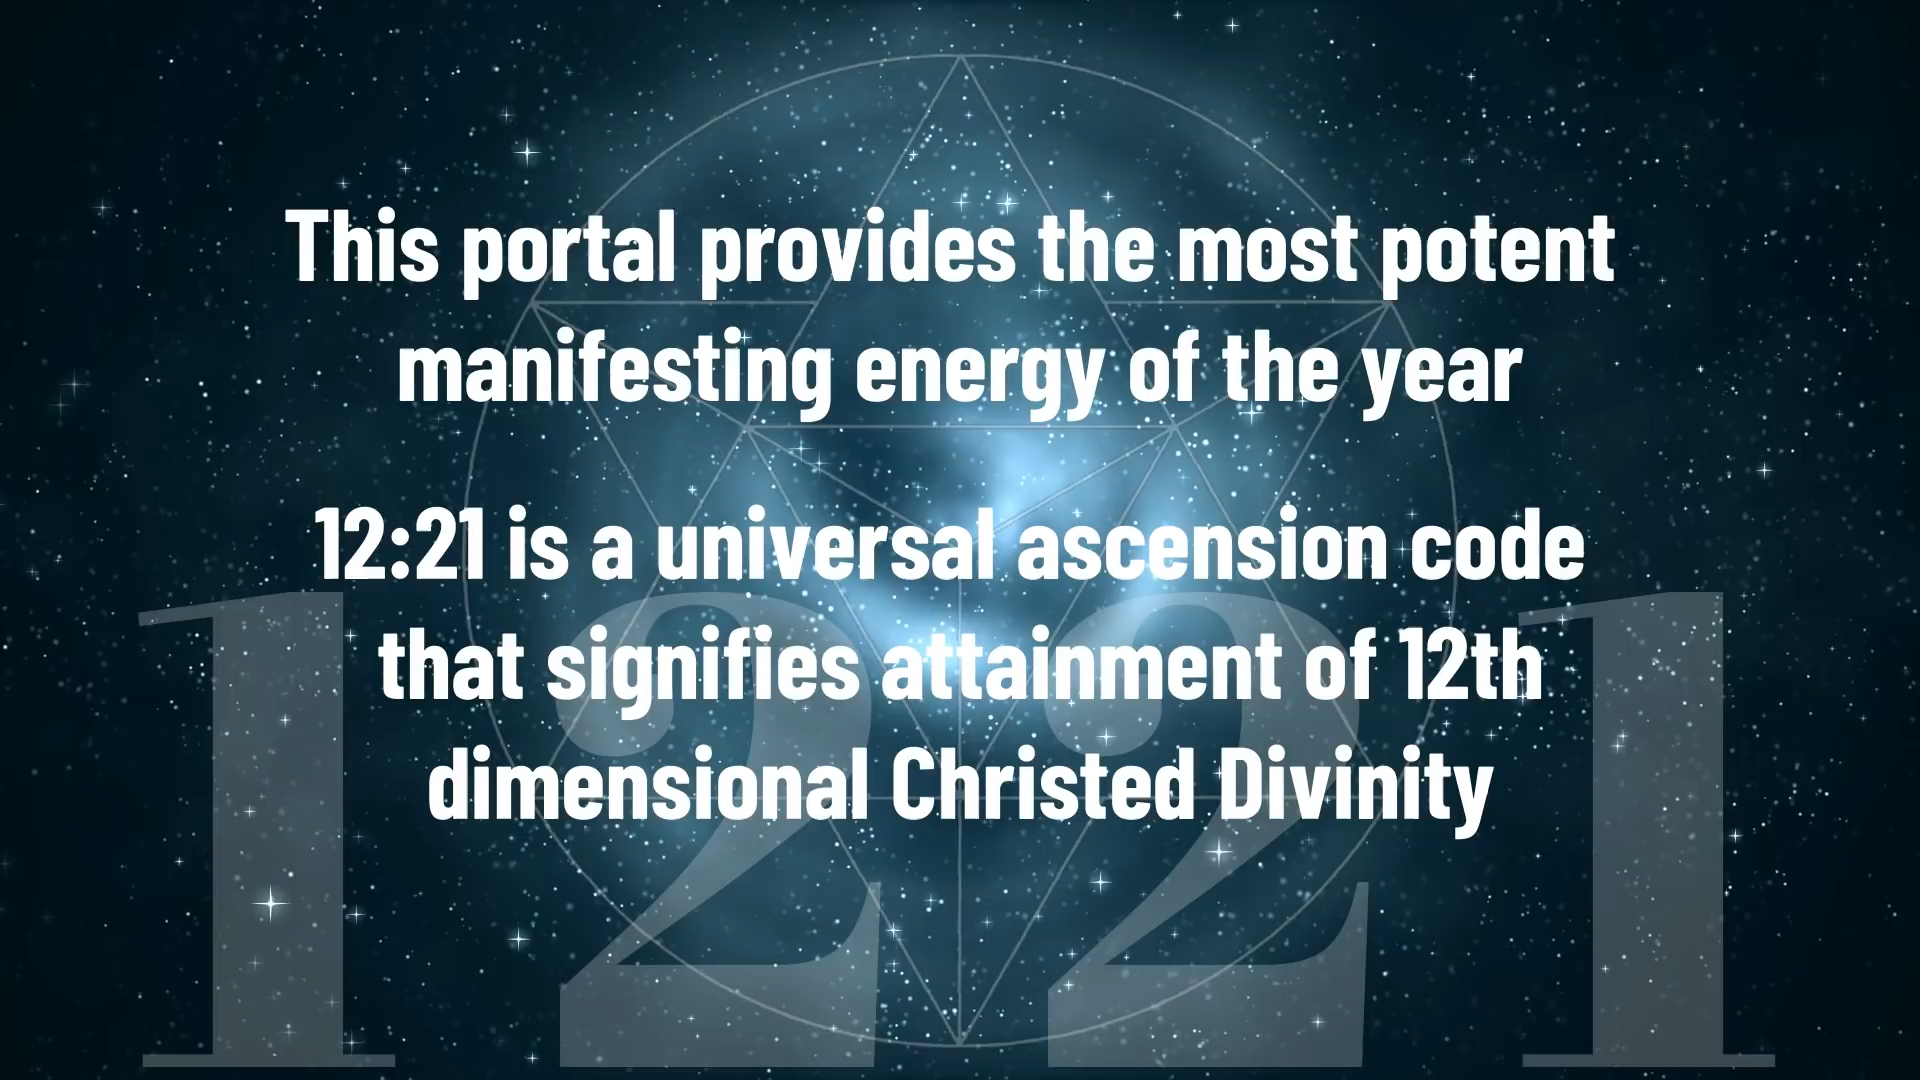 This portal provides the most potent
manifesting energy of the year
12:21 is a universal ascension code
that signifies attainment of 12th
dimensional Christed Divinity
1221